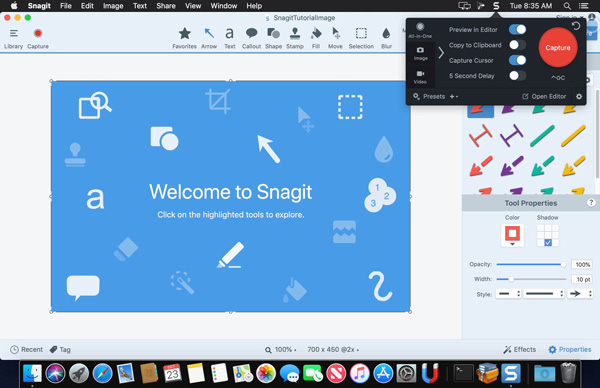 Snagit File Edit Image Text Share View Window Help Tue 8:35 AM
SnagitTutorialImage
Library Capture Favorites Arrow Text Callout Shape Fill Move Selection Blur
All-in-One
Image
Video
Preview in Editor
Copy to Clipboard
Capture Cursor
5 Second Delay
Capture
^⌥C
Presets
Open Editor
a
1
2
3
Welcome to Snagit
Click on the highlighted tools to explore.
Tool Properties ?
Color Shadow
Opacity: 100%
Width: 10 pt
Style:
Recent Tag 100% 700 x 450 @2x Effects Properties